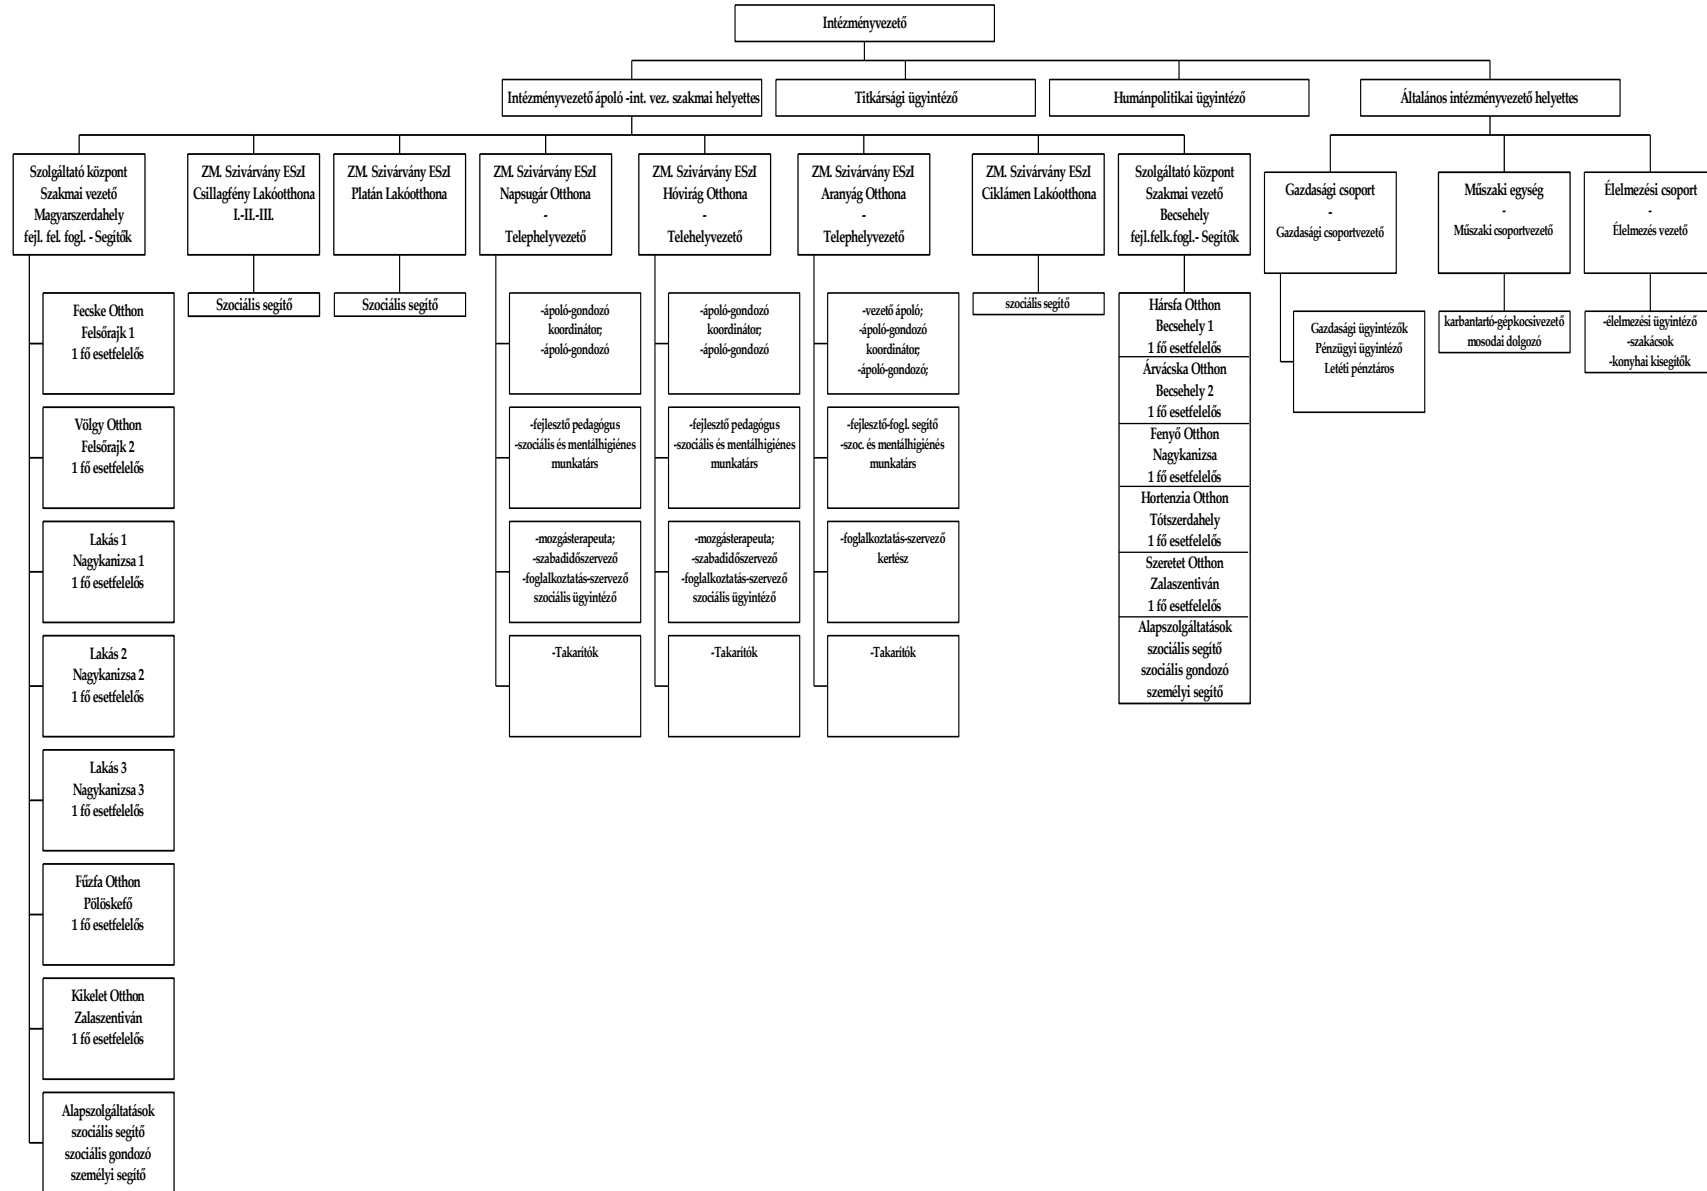 Intézményvezető
Intézményvezető ápoló -int. vez. szakmai helyettes
Titkársági ügyintéző
Humánpolitikai ügyintéző
Általános intézményvezető helyettes
Szolgáltató központ
Szakmai vezető
Magyarszerdahely
fejl. fel. fogl. - Segítők
ZM. Szivárvány ESzI
Csillagfény Lakóotthona
I.-II.-III.
ZM. Szivárvány ESzI
Platán Lakóotthona
ZM. Szivárvány ESzI
Napsugár Otthona
-
Telephelyvezető
ZM. Szivárvány ESzI
Hóvirág Otthona
-
Telehelyvezető
ZM. Szivárvány ESzI
Aranyág Otthona
-
Telephelyvezető
ZM. Szivárvány ESzI
Ciklámen Lakóotthona
Szolgáltató központ
Szakmai vezető
Becsehely
fejl.felk.fogl.- Segítők
Gazdasági csoport
-
Gazdasági csoportvezető
Műszaki egység
-
Műszaki csoportvezető
Élelmezési csoport
-
Élelmezés vezető
Fecske Otthon
Felsőrajk 1
1 fő esetfelelős
Völgy Otthon
Felsőrajk 2
1 fő esetfelelős
Lakás 1
Nagykanizsa 1
1 fő esetfelelős
Lakás 2
Nagykanizsa 2
1 fő esetfelelős
Lakás 3
Nagykanizsa 3
1 fő esetfelelős
Fűzfa Otthon
Pölöskefő
1 fő esetfelelős
Kikelet Otthon
Zalaszentiván
1 fő esetfelelős
Alapszolgáltatások
szociális segítő
szociális gondozó
személyi segítő
Szociális segítő
Szociális segítő
-ápoló-gondozó
koordinátor;
-ápoló-gondozó
-fejlesztő pedagógus
-szociális és mentálhigiénes
munkatárs
-mozgásterapeuta;
-szabadidőszervező
-foglalkoztatás-szervező
szociális ügyintéző
-Takarítók
-ápoló-gondozó
koordinátor;
-ápoló-gondozó
-fejlesztő pedagógus
-szociális és mentálhigiénes
munkatárs
-mozgásterapeuta;
-szabadidőszervező
-foglalkoztatás-szervező
szociális ügyintéző
-Takarítók
-vezető ápoló;
-ápoló-gondozó
koordinátor;
-ápoló-gondozó;
-fejlesztő-fogl. segítő
-szoc. és mentálhigiénés
munkatárs
-foglalkoztatás-szervező
kertész
-Takarítók
szociális segítő
Hársfa Otthon
Becsehely 1
1 fő esetfelelős
Árvácska Otthon
Becsehely 2
1 fő esetfelelős
Fenyő Otthon
Nagykanizsa
1 fő esetfelelős
Hortenzia Otthon
Tótszerdahely
1 fő esetfelelős
Szeretet Otthon
Zalaszentiván
1 fő esetfelelős
Alapszolgáltatások
szociális segítő
szociális gondozó
személyi segítő
Gazdasági ügyintézők
Pénzügyi ügyintéző
Letéti pénztáros
karbantartó-gépkocsivezető
mosodai dolgozó
-élelmezési ügyintéző
-szakácsok
-konyhai kisegítők